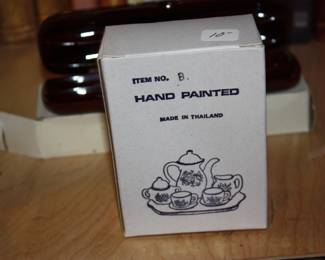 10-
ITEM NO. B.
HAND PAINTED
MADE IN THAILAND